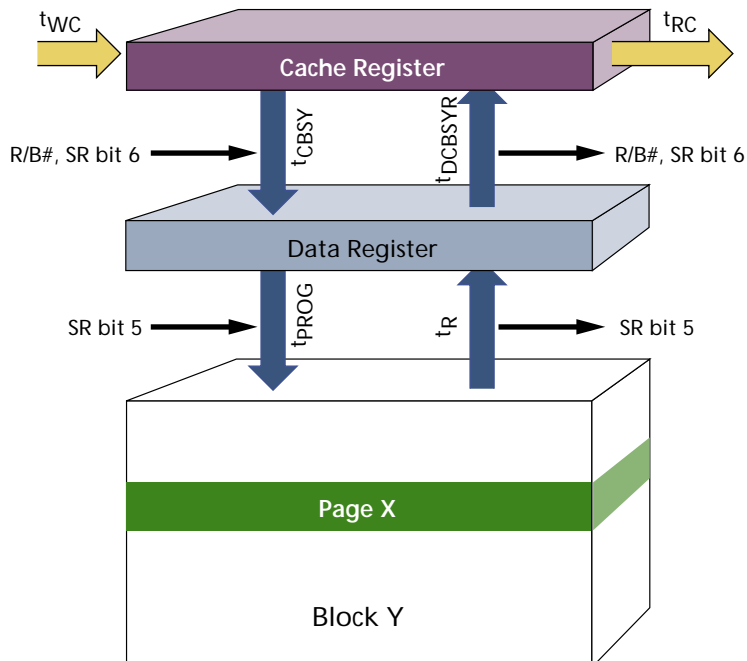 tWC
tRC
Cache Register
R/B#, SR bit 6
tCBSY
tDCBSYR
R/B#, SR bit 6
Data Register
SR bit 5
tPROG
tR
SR bit 5
Page X
Block Y